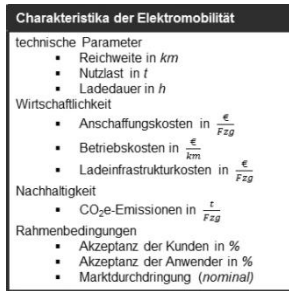 Charakteristika der Elektromobilität
technische Parameter
▪ Reichweite in km
▪ Nutzlast in t
▪ Ladedauer in h
Wirtschaftlichkeit
▪ Anschaffungskosten in €/Fzg
▪ Betriebskosten in €/km
▪ Ladeinfrastrukturkosten in €/Fzg
Nachhaltigkeit
▪ CO₂e-Emissionen in t/Fzg
Rahmenbedingungen
▪ Akzeptanz der Kunden in %
▪ Akzeptanz der Anwender in %
▪ Marktdurchdringung (nominal)